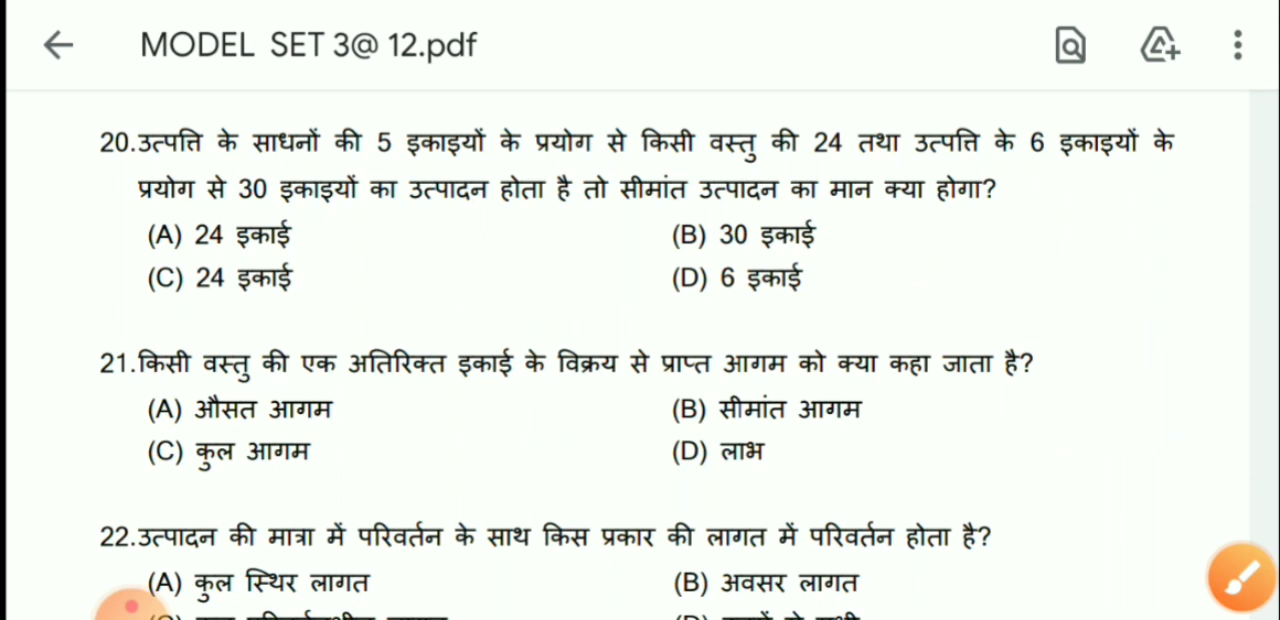 MODEL SET 3@ 12.pdf
20.उत्पत्ति के साधनों की 5 इकाइयों के प्रयोग से किसी वस्तु की 24 तथा उत्पत्ति के 6 इकाइयों के
प्रयोग से 30 इकाइयों का उत्पादन होता है तो सीमांत उत्पादन का मान क्या होगा?
(A) 24 इकाई (B) 30 इकाई
(C) 24 इकाई (D) 6 इकाई
21.किसी वस्तु की एक अतिरिक्त इकाई के विक्रय से प्राप्त आगम को क्या कहा जाता है?
(A) औसत आगम (B) सीमांत आगम
(C) कुल आगम (D) लाभ
22.उत्पादन की मात्रा में परिवर्तन के साथ किस प्रकार की लागत में परिवर्तन होता है?
(A) कुल स्थिर लागत (B) अवसर लागत